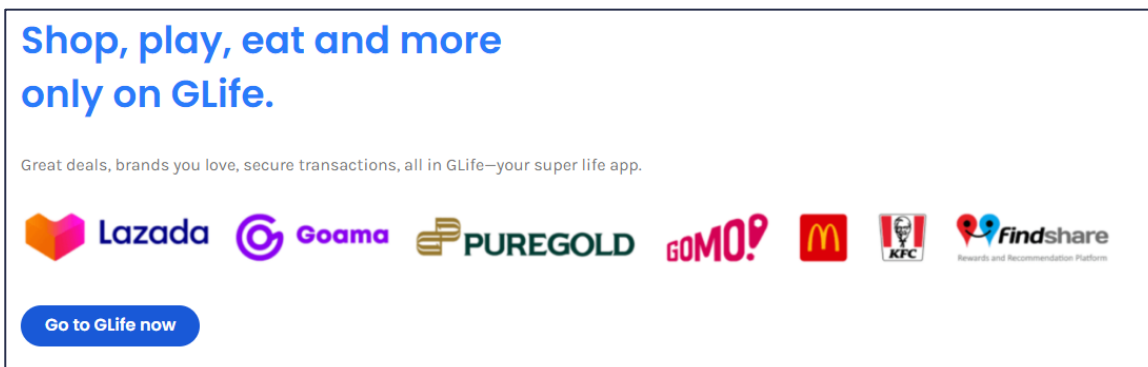 Shop, play, eat and more
only on GLife.
Great deals, brands you love, secure transactions, all in GLife—your super life app.
Lazada Goama PUREGOLD GOMO! M KFC Findshare
Rewards and Recommendation Platform
Go to GLife now